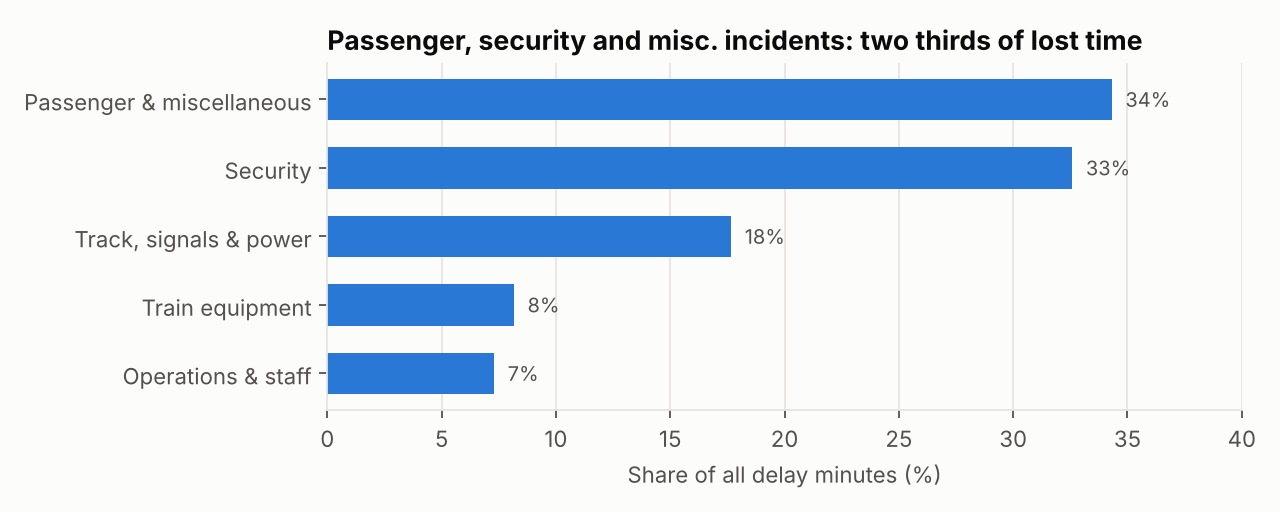 Passenger, security and misc. incidents: two thirds of lost time
Passenger & miscellaneous
34%
Security
33%
Track, signals & power
18%
Train equipment
8%
Operations & staff
7%
0 5 10 15 20 25 30 35 40
Share of all delay minutes (%)